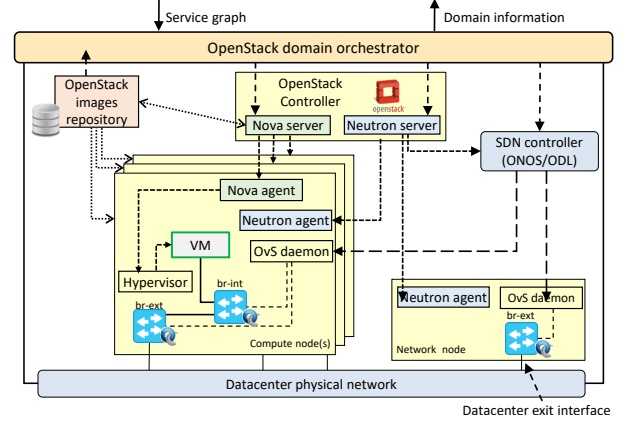 Service graph
Domain information
OpenStack domain orchestrator
OpenStack
images
repository
OpenStack
Controller
openstack
Nova server
Neutron server
SDN controller
(ONOS/ODL)
Nova agent
Neutron agent
VM
OvS daemon
Hypervisor
br-int
br-ext
Compute node(s)
Neutron agent
OvS daemon
br-ext
Network node
Datacenter physical network
Datacenter exit interface